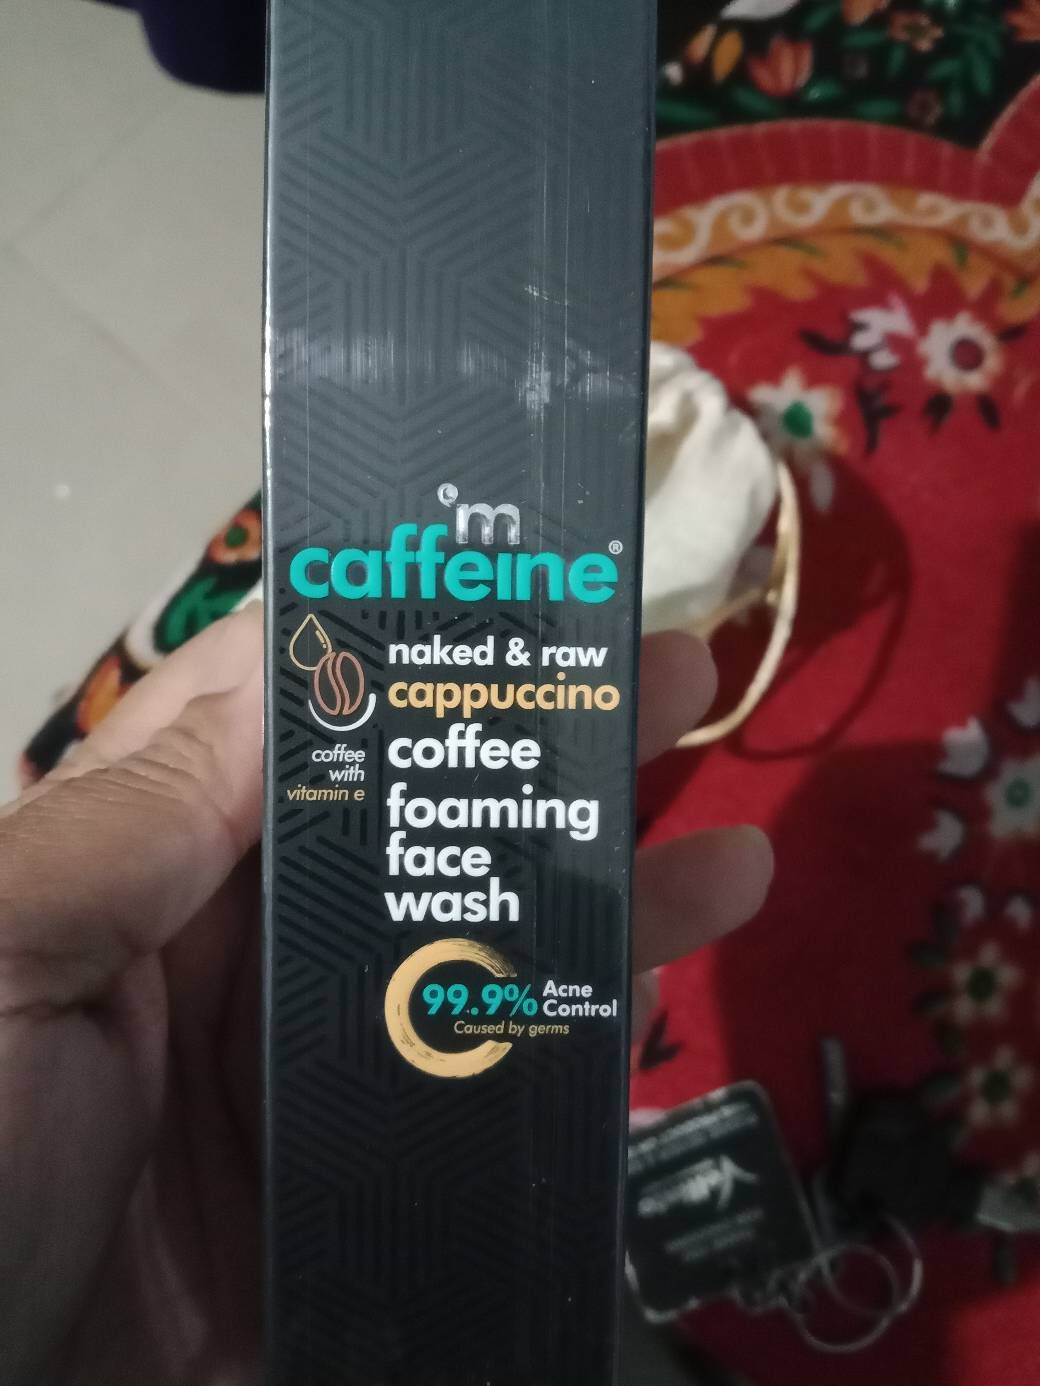 'm
caffeine®
naked & raw
cappuccino
coffee
foaming
face
wash
coffee
with
vitamin e
99.9% Acne
Control
Caused by germs